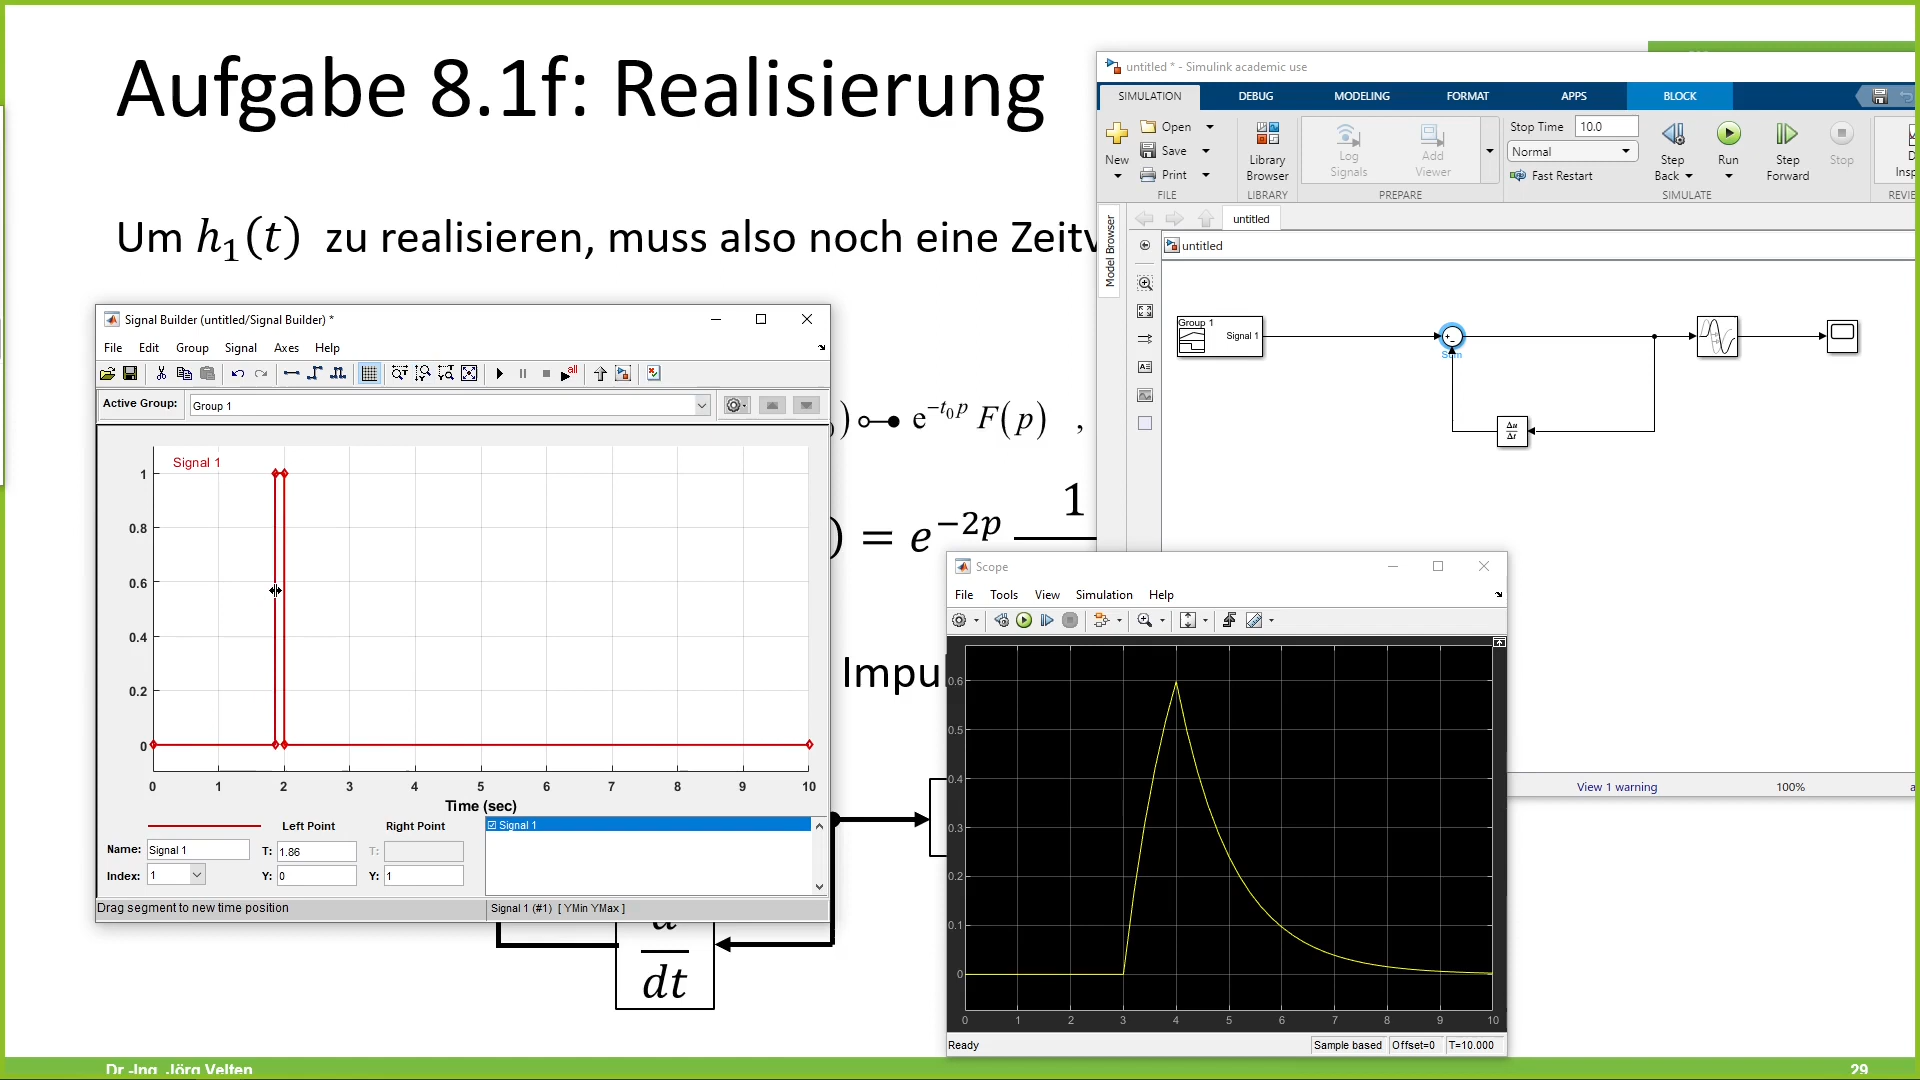 Aufgabe 8.1f: Realisierung
Um h₁(t) zu realisieren, muss also noch eine
e^{-t₀p} F(p) ,
) = e^{-2p} 1
Impu
d
dt
Dr.-Ing. Jörg Velten
29
untitled * - Simulink academic use
SIMULATION DEBUG MODELING FORMAT APPS BLOCK
New
Open
Save
Print
FILE
Library Browser
LIBRARY
Log Signals
Add Viewer
PREPARE
Stop Time 10.0
Normal
Fast Restart
Step Back
Run
Step Forward
Stop
SIMULATE
untitled
Model Browser
untitled
Group 1
Signal 1
Sum
Δu
Δt
View 1 warning
100%
Signal Builder (untitled/Signal Builder) *
File Edit Group Signal Axes Help
Active Group: Group 1
Signal 1
1
0.8
0.6
0.4
0.2
0
0 1 2 3 4 5 6 7 8 9 10
Time (sec)
Left Point Right Point
Name: Signal 1 T: 1.86 T:
Index: 1 Y: 0 Y: 1
Signal 1
Drag segment to new time position
Signal 1 (#1) [ YMin YMax ]
Scope
File Tools View Simulation Help
0.6
0.5
0.4
0.3
0.2
0.1
0
0 1 2 3 4 5 6 7 8 9 10
Ready
Sample based Offset=0 T=10.000